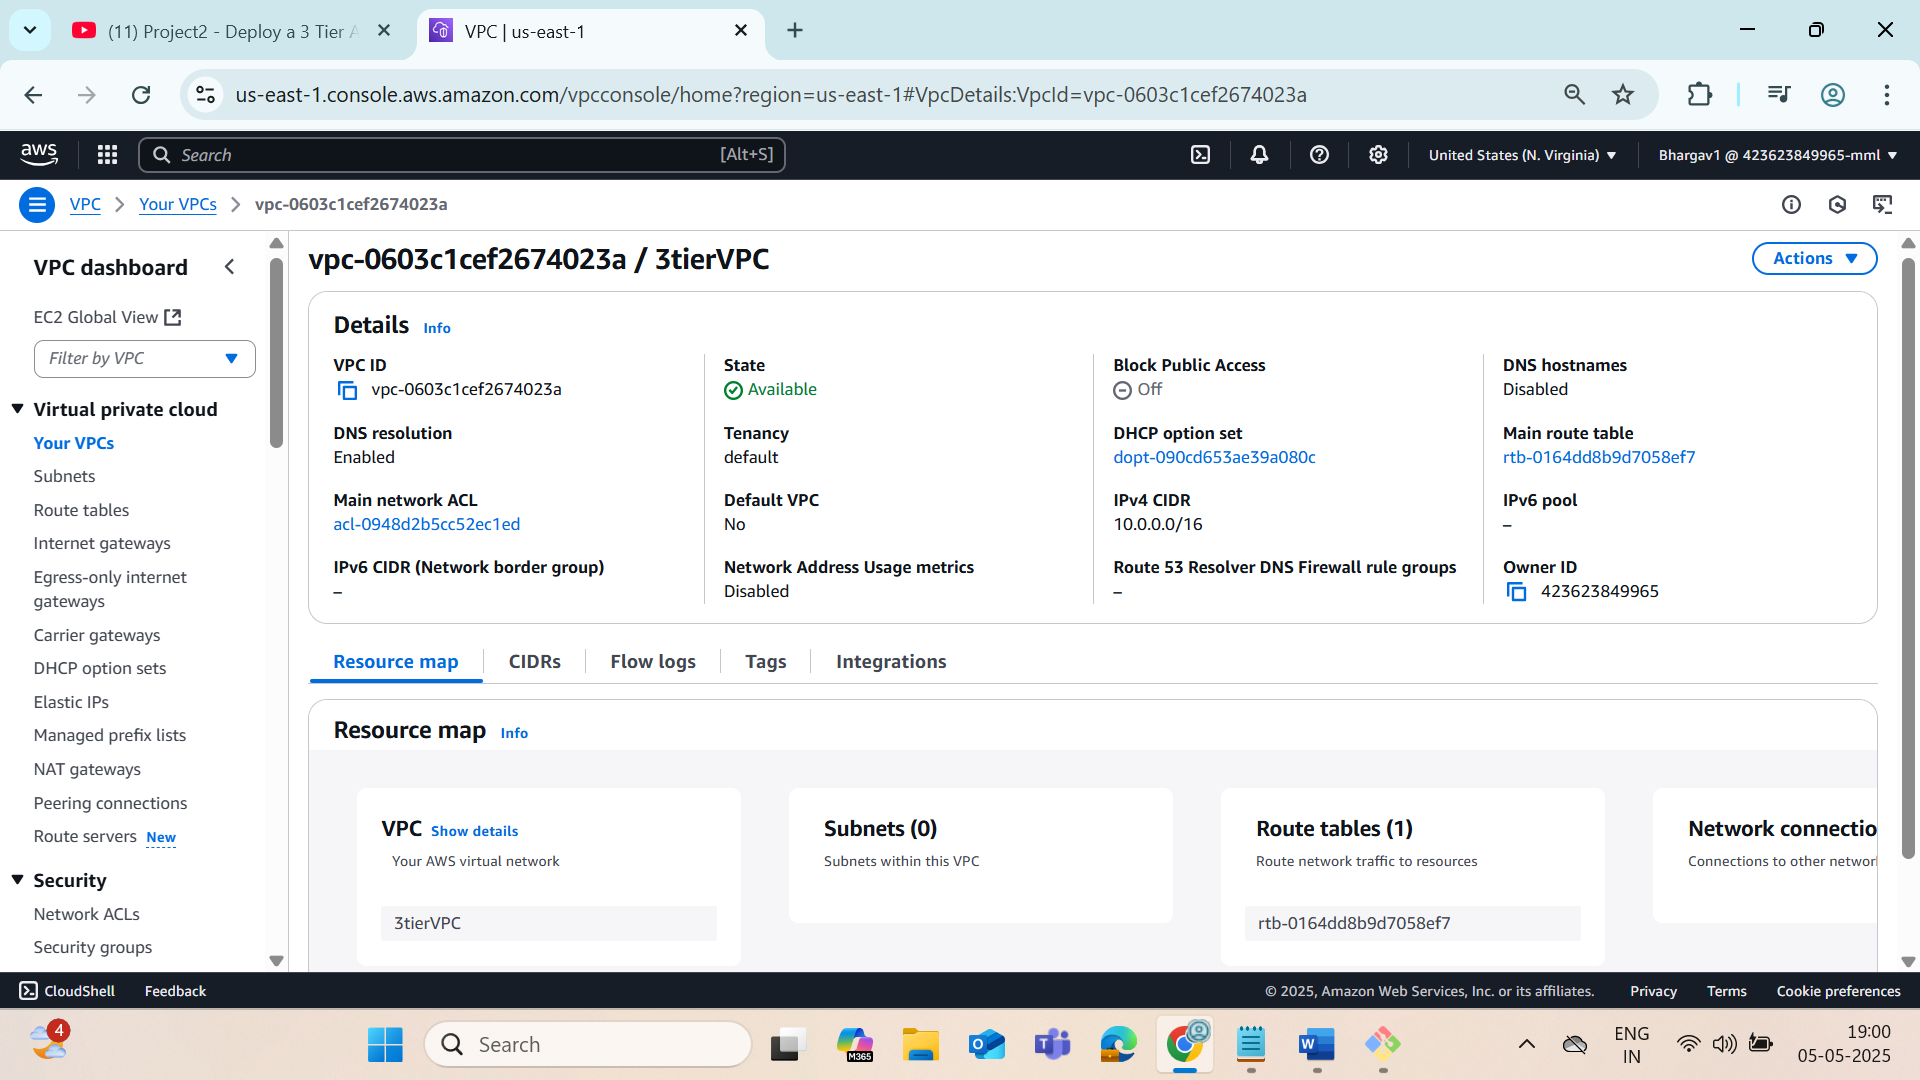 (11) Project2 - Deploy a 3 Tier A
VPC | us-east-1
us-east-1.console.aws.amazon.com/vpcconsole/home?region=us-east-1#VpcDetails:VpcId=vpc-0603c1cef2674023a
aws
Search
[Alt+S]
United States (N. Virginia)
Bhargav1 @ 423623849965-mml
VPC
Your VPCs
vpc-0603c1cef2674023a
VPC dashboard
EC2 Global View
Filter by VPC
Virtual private cloud
Your VPCs
Subnets
Route tables
Internet gateways
Egress-only internet
gateways
Carrier gateways
DHCP option sets
Elastic IPs
Managed prefix lists
NAT gateways
Peering connections
Route servers New
Security
Network ACLs
Security groups
vpc-0603c1cef2674023a / 3tierVPC
Actions
Details Info
VPC ID
vpc-0603c1cef2674023a
State
Available
Block Public Access
Off
DNS hostnames
Disabled
DNS resolution
Enabled
Tenancy
default
DHCP option set
dopt-090cd653ae39a080c
Main route table
rtb-0164dd8b9d7058ef7
Main network ACL
acl-0948d2b5cc52ec1ed
Default VPC
No
IPv4 CIDR
10.0.0.0/16
IPv6 pool
–
IPv6 CIDR (Network border group)
–
Network Address Usage metrics
Disabled
Route 53 Resolver DNS Firewall rule groups
–
Owner ID
423623849965
Resource map
CIDRs
Flow logs
Tags
Integrations
Resource map Info
VPC Show details
Your AWS virtual network
3tierVPC
Subnets (0)
Subnets within this VPC
Route tables (1)
Route network traffic to resources
rtb-0164dd8b9d7058ef7
Network connectio
Connections to other networ
CloudShell
Feedback
© 2025, Amazon Web Services, Inc. or its affiliates.
Privacy
Terms
Cookie preferences
4
Search
M365
ENG
IN
19:00
05-05-2025